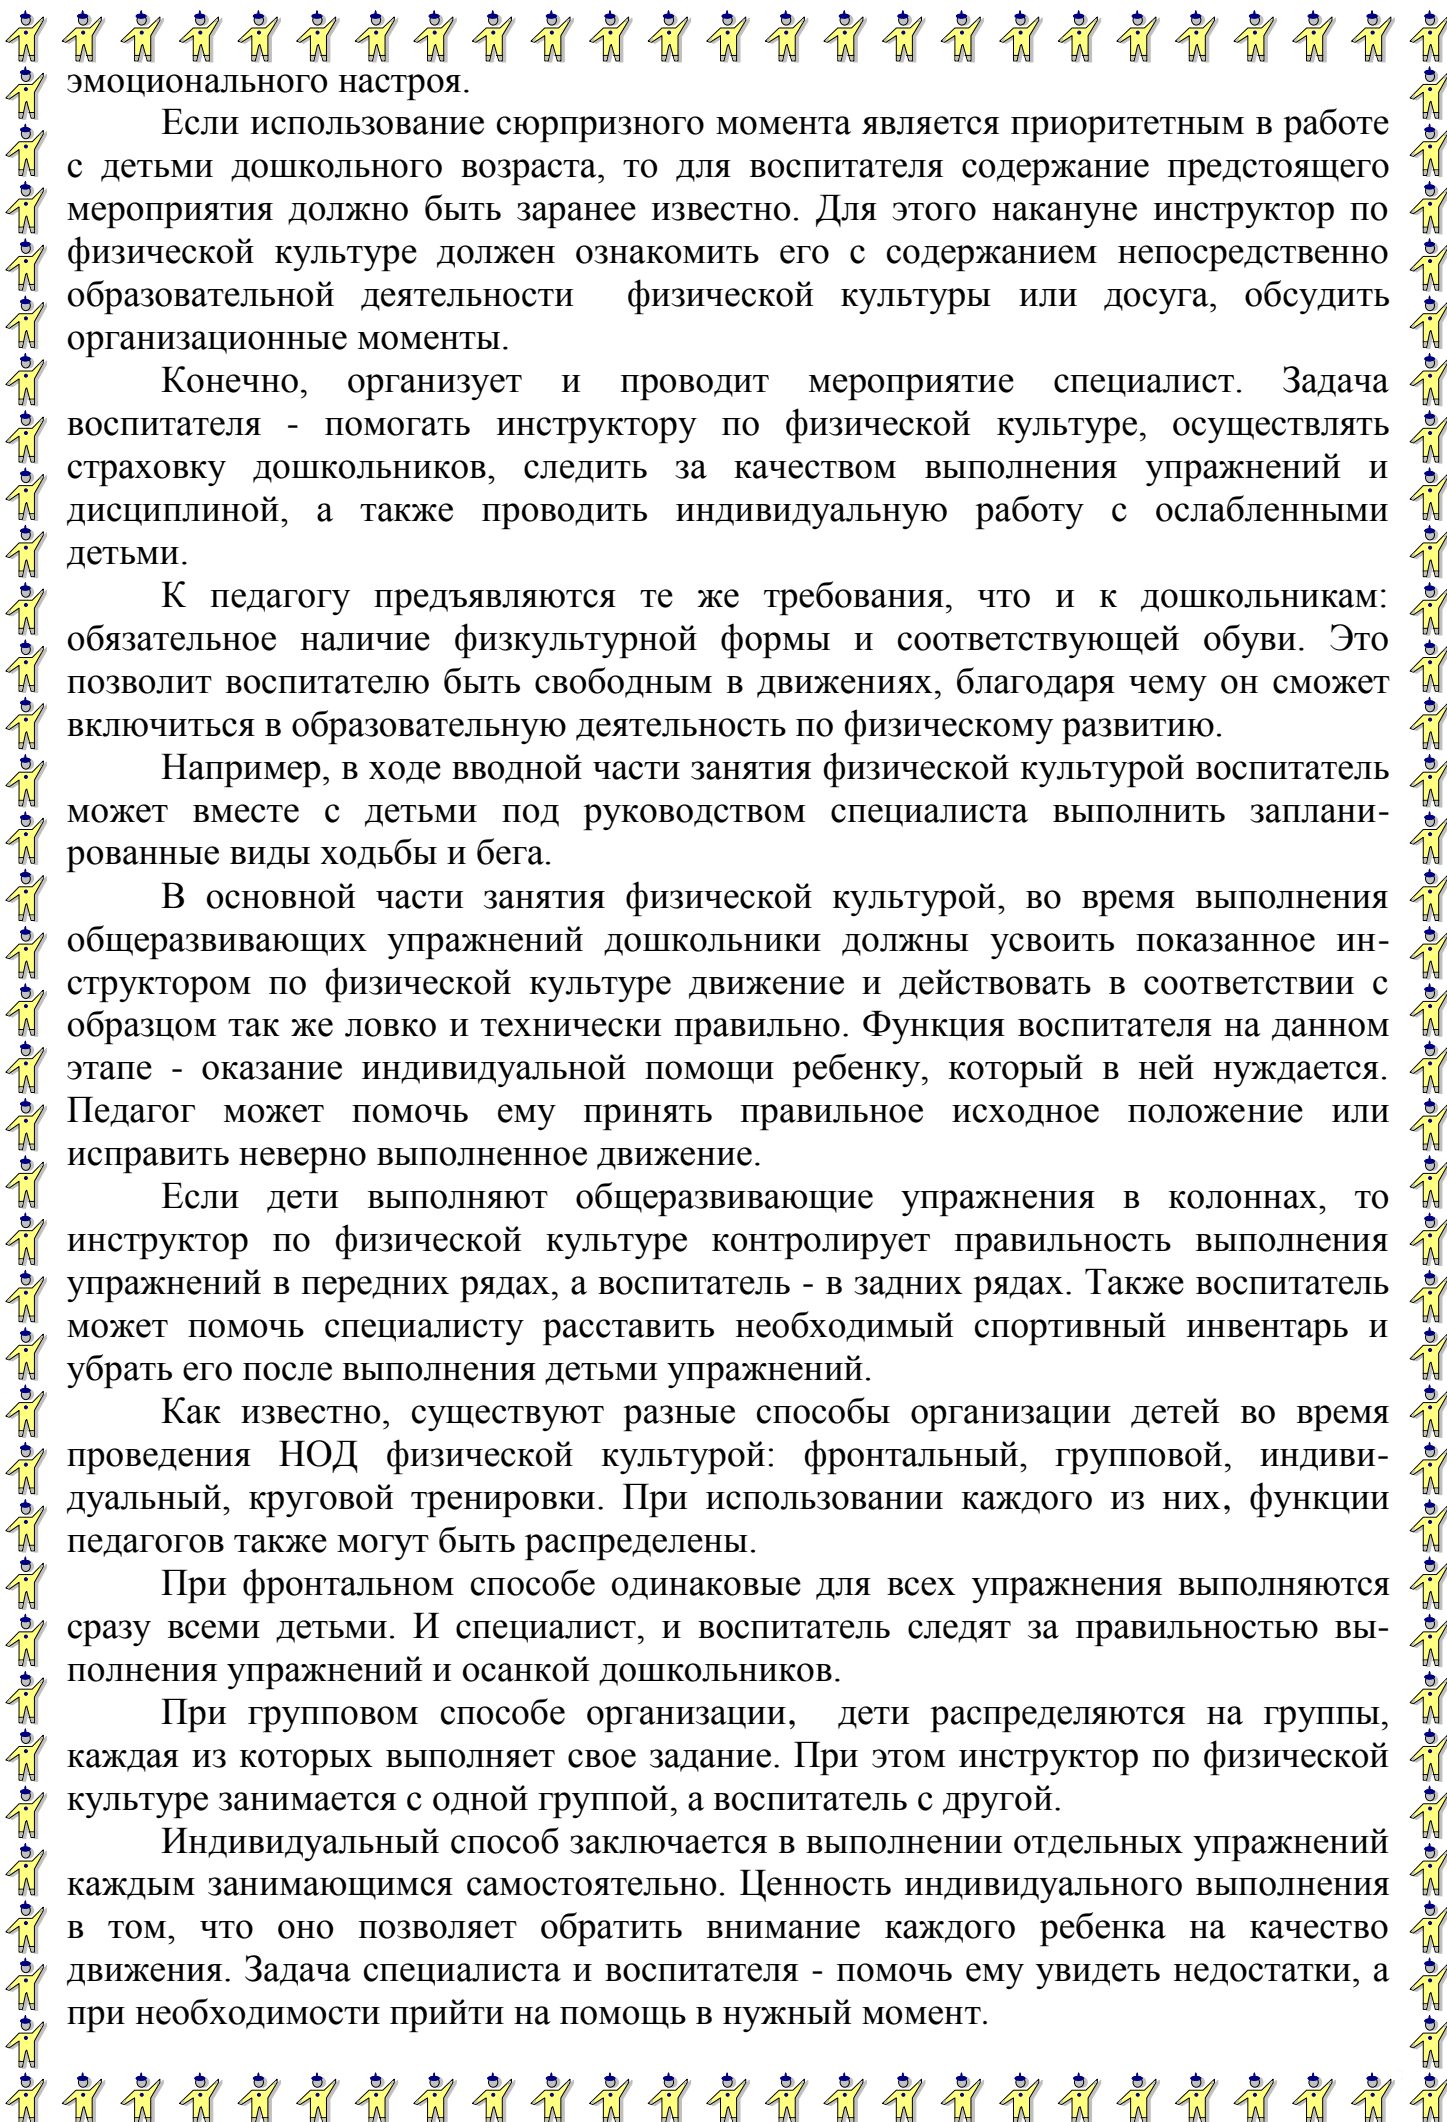 эмоционального настроя.
Если использование сюрпризного момента является приоритетным в работе
с детьми дошкольного возраста, то для воспитателя содержание предстоящего
мероприятия должно быть заранее известно. Для этого накануне инструктор по
физической культуре должен ознакомить его с содержанием непосредственно
образовательной деятельности физической культуры или досуга, обсудить
организационные моменты.
Конечно, организует и проводит мероприятие специалист. Задача
воспитателя - помогать инструктору по физической культуре, осуществлять
страховку дошкольников, следить за качеством выполнения упражнений и
дисциплиной, а также проводить индивидуальную работу с ослабленными
детьми.
К педагогу предъявляются те же требования, что и к дошкольникам:
обязательное наличие физкультурной формы и соответствующей обуви. Это
позволит воспитателю быть свободным в движениях, благодаря чему он сможет
включиться в образовательную деятельность по физическому развитию.
Например, в ходе вводной части занятия физической культурой воспитатель
может вместе с детьми под руководством специалиста выполнить заплани-
рованные виды ходьбы и бега.
В основной части занятия физической культурой, во время выполнения
общеразвивающих упражнений дошкольники должны усвоить показанное ин-
структором по физической культуре движение и действовать в соответствии с
образцом так же ловко и технически правильно. Функция воспитателя на данном
этапе - оказание индивидуальной помощи ребенку, который в ней нуждается.
Педагог может помочь ему принять правильное исходное положение или
исправить неверно выполненное движение.
Если дети выполняют общеразвивающие упражнения в колоннах, то
инструктор по физической культуре контролирует правильность выполнения
упражнений в передних рядах, а воспитатель - в задних рядах. Также воспитатель
может помочь специалисту расставить необходимый спортивный инвентарь и
убрать его после выполнения детьми упражнений.
Как известно, существуют разные способы организации детей во время
проведения НОД физической культурой: фронтальный, групповой, индиви-
дуальный, круговой тренировки. При использовании каждого из них, функции
педагогов также могут быть распределены.
При фронтальном способе одинаковые для всех упражнения выполняются
сразу всеми детьми. И специалист, и воспитатель следят за правильностью вы-
полнения упражнений и осанкой дошкольников.
При групповом способе организации, дети распределяются на группы,
каждая из которых выполняет свое задание. При этом инструктор по физической
культуре занимается с одной группой, а воспитатель с другой.
Индивидуальный способ заключается в выполнении отдельных упражнений
каждым занимающимся самостоятельно. Ценность индивидуального выполнения
в том, что оно позволяет обратить внимание каждого ребенка на качество
движения. Задача специалиста и воспитателя - помочь ему увидеть недостатки, а
при необходимости прийти на помощь в нужный момент.